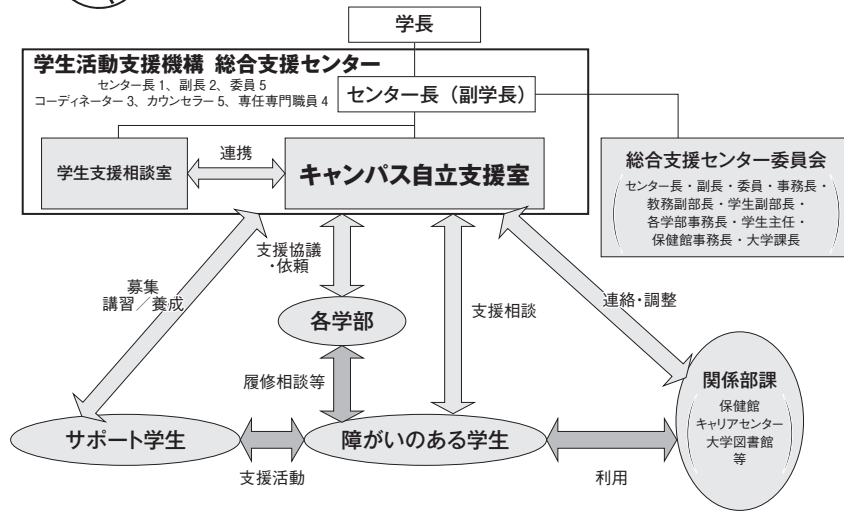 学長
学生活動支援機構 総合支援センター
センター長 1、副長 2、委員 5
コーディネーター 3、カウンセラー 5、専任専門職員 4
センター長（副学長）
学生支援相談室
連携
キャンパス自立支援室
総合支援センター委員会
センター長・副長・委員・事務長・
教務副部長・学生副部長・
各学部事務長・学生主任・
保健館事務長・大学課長
支援協議
・依頼
募集
講習／養成
各学部
支援相談
連絡・調整
履修相談等
関係部課
保健館
キャリアセンター
大学図書館
等
サポート学生
障がいのある学生
支援活動
利用